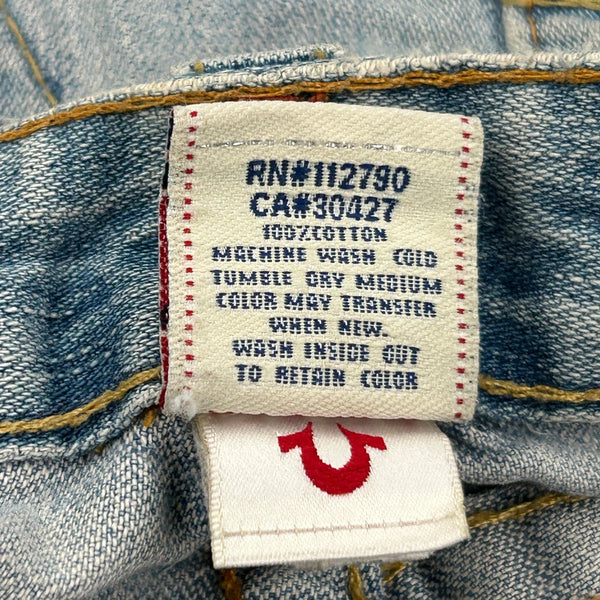 RN#112790
CA#30427
100%COTTON
MACHINE WASH COLD
TUMBLE DRY MEDIUM
COLOR MAY TRANSFER
WHEN NEW.
WASH INSIDE OUT
TO RETAIN COLOR